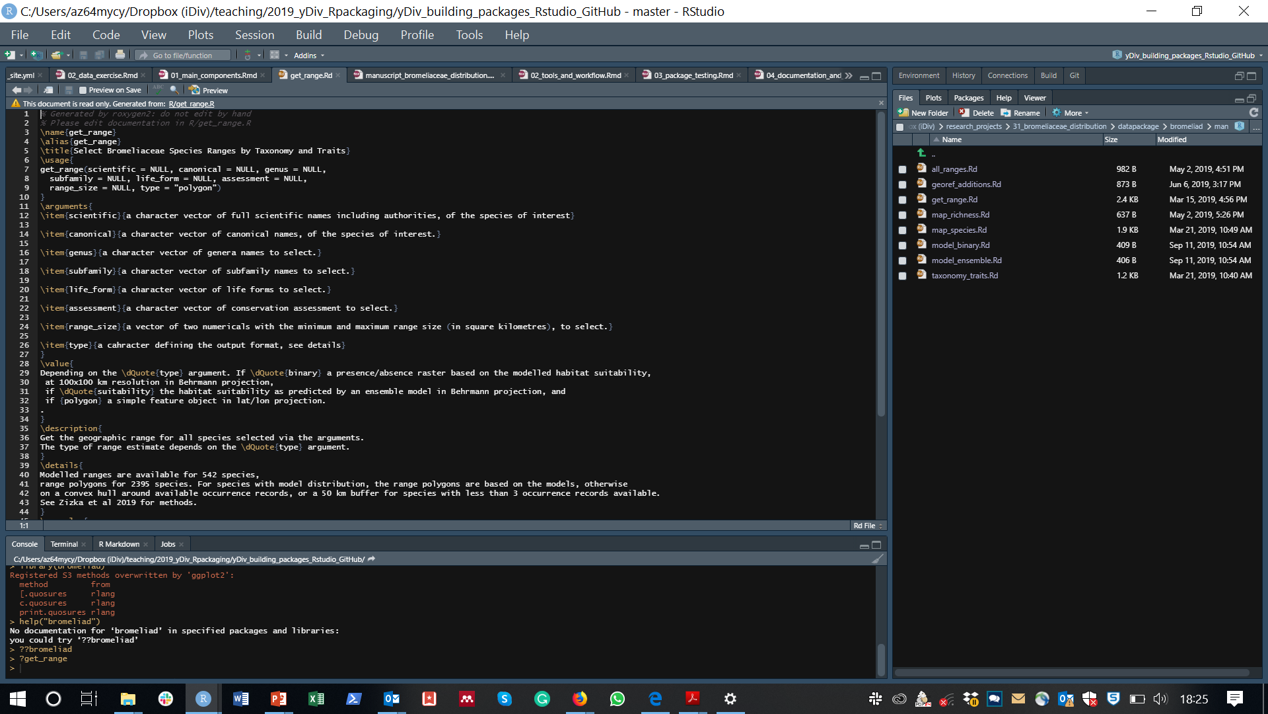 C:/Users/az64mycy/Dropbox (iDiv)/teaching/2019_yDiv_Rpackaging/yDiv_building_packages_Rstudio_GitHub - master - RStudio
File Edit Code View Plots Session Build Debug Profile Tools Help
Go to file/function Addins yDiv_building_packages_Rstudio_GitHub
_site.yml 02_data_exercise.Rmd 01_main_components.Rmd get_range.Rd manuscript_bromeliaceae_distribution.... 02_tools_and_workflow.Rmd 03_package_testing.Rmd 04_documentation_and
Preview on Save ABC Preview
This document is read only. Generated from: R/get_range.R
1 % Generated by roxygen2: do not edit by hand
2 % Please edit documentation in R/get_range.R
3 \name{get_range}
4 \alias{get_range}
5 \title{Select Bromeliaceae Species Ranges by Taxonomy and Traits}
6 \usage{
7 get_range(scientific = NULL, canonical = NULL, genus = NULL,
8 subfamily = NULL, life_form = NULL, assessment = NULL,
9 range_size = NULL, type = "polygon")
10 }
11 \arguments{
12 \item{scientific}{a character vector of full scientific names including authorities, of the species of interest}
13
14 \item{canonical}{a character vector of canonical names, of the species of interest.}
15
16 \item{genus}{a character vector of genera names to select.}
17
18 \item{subfamily}{a character vector of subfamily names to select.}
19
20 \item{life_form}{a character vector of life forms to select.}
21
22 \item{assessment}{a character vector of conservation assessment to select.}
23
24 \item{range_size}{a vector of two numericals with the minimum and maximum range size (in square kilometres), to select.}
25
26 \item{type}{a cahracter defining the output format, see details}
27 }
28 \value{
29 Depending on the \dQuote{type} argument. If \dQuote{binary} a presence/absence raster based on the modelled habitat suitability,
30 at 100x100 km resolution in Behrmann projection,
31 if \dQuote{suitability} the habitat suitability as predicted by an ensemble model in Behrmann projection, and
32 if {polygon} a simple feature object in lat/lon projection.
33 .
34 }
35 \description{
36 Get the geographic range for all species selected via the arguments.
37 The type of range estimate depends on the \dQuote{type} argument.
38 }
39 \details{
40 Modelled ranges are available for 542 species,
41 range polygons for 2395 species. For species with model distribution, the range polygons are based on the models, otherwise
42 on a convex hull around available occurrence records, or a 50 km buffer for species with less than 3 occurrence records available.
43 See Zizka et al 2019 for methods.
44 }
1:1 Rd File
Console Terminal R Markdown Jobs
C:/Users/az64mycy/Dropbox (iDiv)/teaching/2019_yDiv_Rpackaging/yDiv_building_packages_Rstudio_GitHub/
> library(bromeliad)
Registered S3 methods overwritten by 'ggplot2':
method from
[.quosures rlang
c.quosures rlang
print.quosures rlang
> help("bromeliad")
No documentation for ‘bromeliad’ in specified packages and libraries:
you could try ‘??bromeliad’
> ??bromeliad
> ?get_range
>
Environment History Connections Build Git
Files Plots Packages Help Viewer
New Folder Delete Rename More
(iDiv) > research_projects > 31_bromeliaceae_distribution > datapackage > bromeliad > man ...
Name Size Modified
..
all_ranges.Rd 982 B May 2, 2019, 4:51 PM
georef_additions.Rd 873 B Jun 6, 2019, 3:17 PM
get_range.Rd 2.4 KB Mar 15, 2019, 4:56 PM
map_richness.Rd 637 B May 2, 2019, 5:26 PM
map_species.Rd 1.9 KB Mar 21, 2019, 10:49 AM
model_binary.Rd 409 B Sep 11, 2019, 10:54 AM
model_ensemble.Rd 406 B Sep 11, 2019, 10:54 AM
taxonomy_traits.Rd 1.2 KB Mar 21, 2019, 10:40 AM
18:25